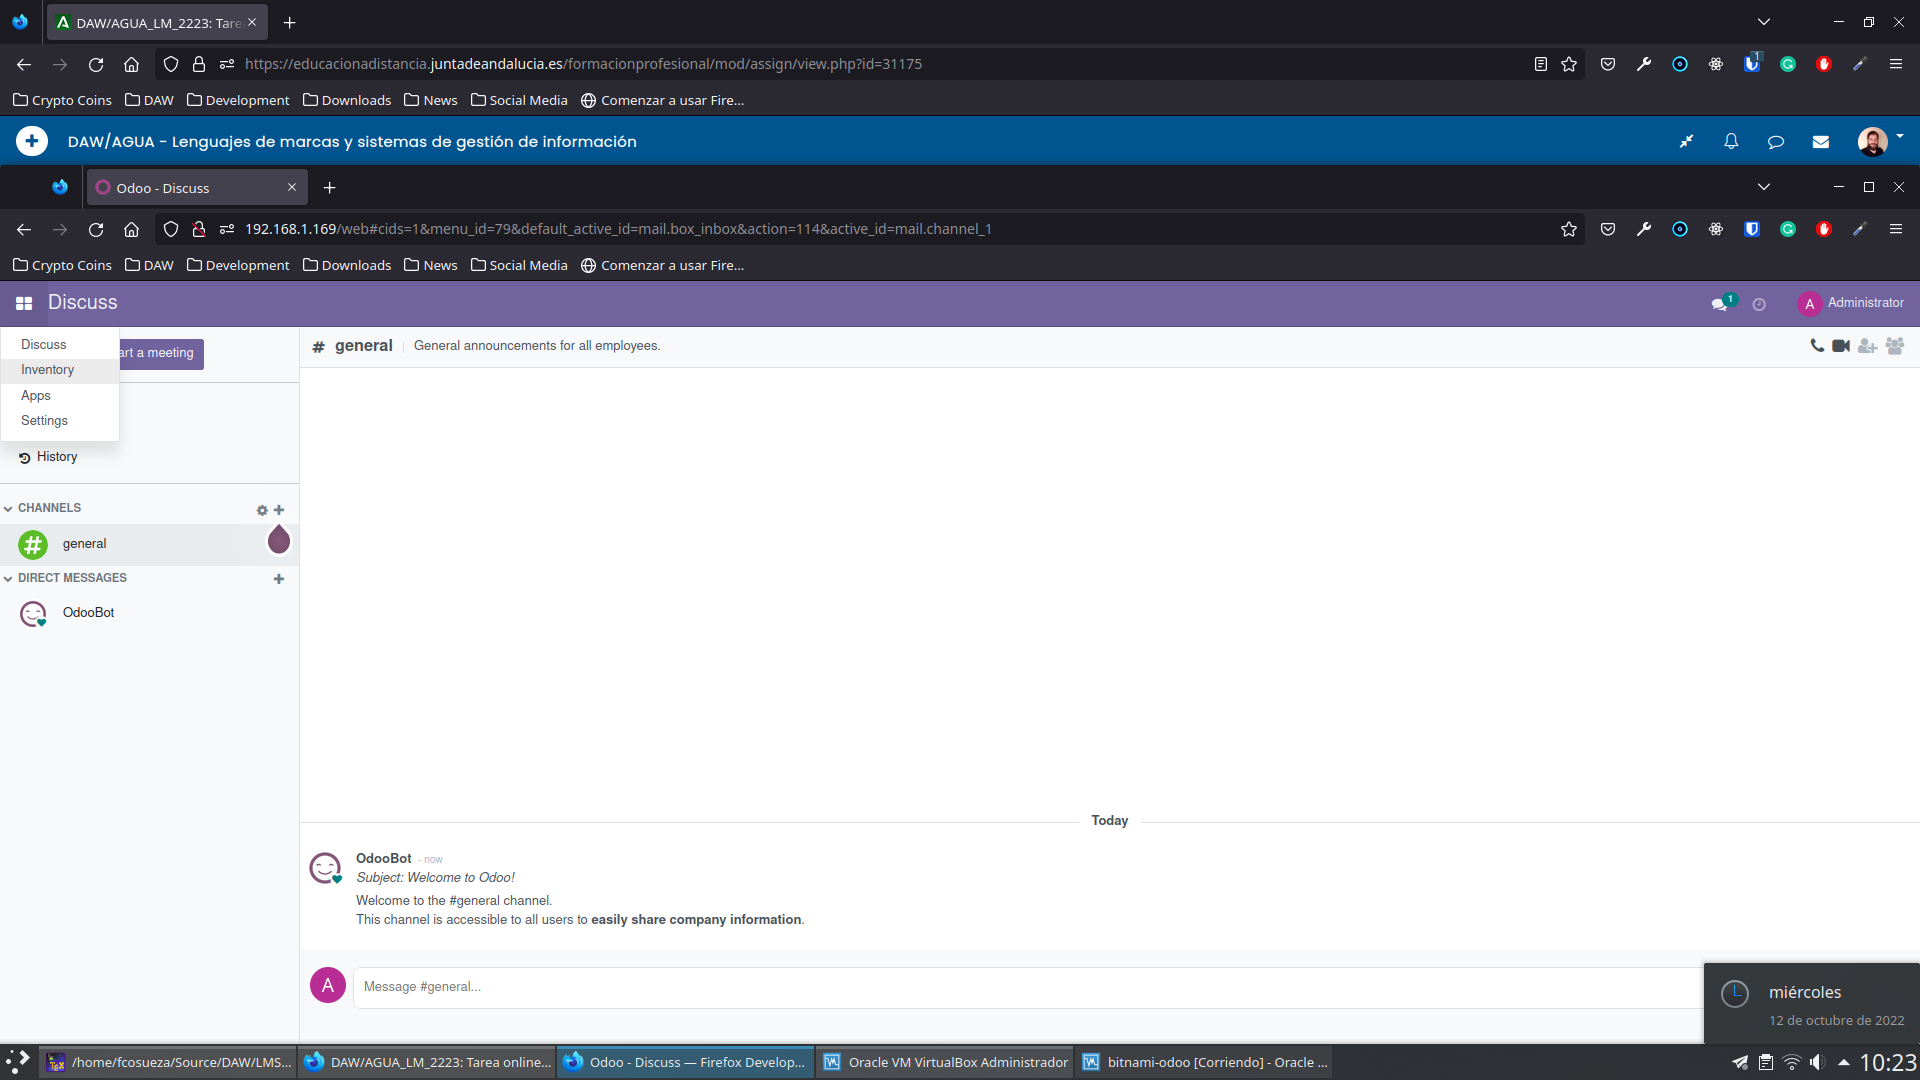 DAW/AGUA_LM_2223: Tare
https://educacionadistancia.juntadeandalucia.es/formacionprofesional/mod/assign/view.php?id=31175
1
Crypto Coins DAW Development Downloads News Social Media Comenzar a usar Fire...
DAW/AGUA - Lenguajes de marcas y sistemas de gestión de información
Odoo - Discuss
192.168.1.169/web#cids=1&menu_id=79&default_active_id=mail.box_inbox&action=114&active_id=mail.channel_1
Crypto Coins DAW Development Downloads News Social Media Comenzar a usar Fire...
Discuss
1
A Administrator
Discuss
Inventory
Apps
Settings
art a meeting
History
CHANNELS
general
DIRECT MESSAGES
OdooBot
# general General announcements for all employees.
Today
OdooBot - now
Subject: Welcome to Odoo!
Welcome to the #general channel.
This channel is accessible to all users to easily share company information.
A
Message #general...
miércoles
12 de octubre de 2022
/home/fcosueza/Source/DAW/LMS... DAW/AGUA_LM_2223: Tarea online... Odoo - Discuss — Firefox Develop... Oracle VM VirtualBox Administrador bitnami-odoo [Corriendo] - Oracle ... 10:23